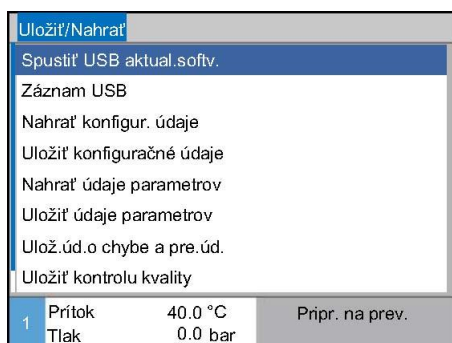 Uložiť/Nahrať
Spustiť USB aktual.softv.
Záznam USB
Nahrať konfigur. údaje
Uložiť konfiguračné údaje
Nahrať údaje parametrov
Uložiť údaje parametrov
Ulož.úd.o chybe a pre.úd.
Uložiť kontrolu kvality
1 Prítok 40.0 °C Pripr. na prev.
Tlak 0.0 bar